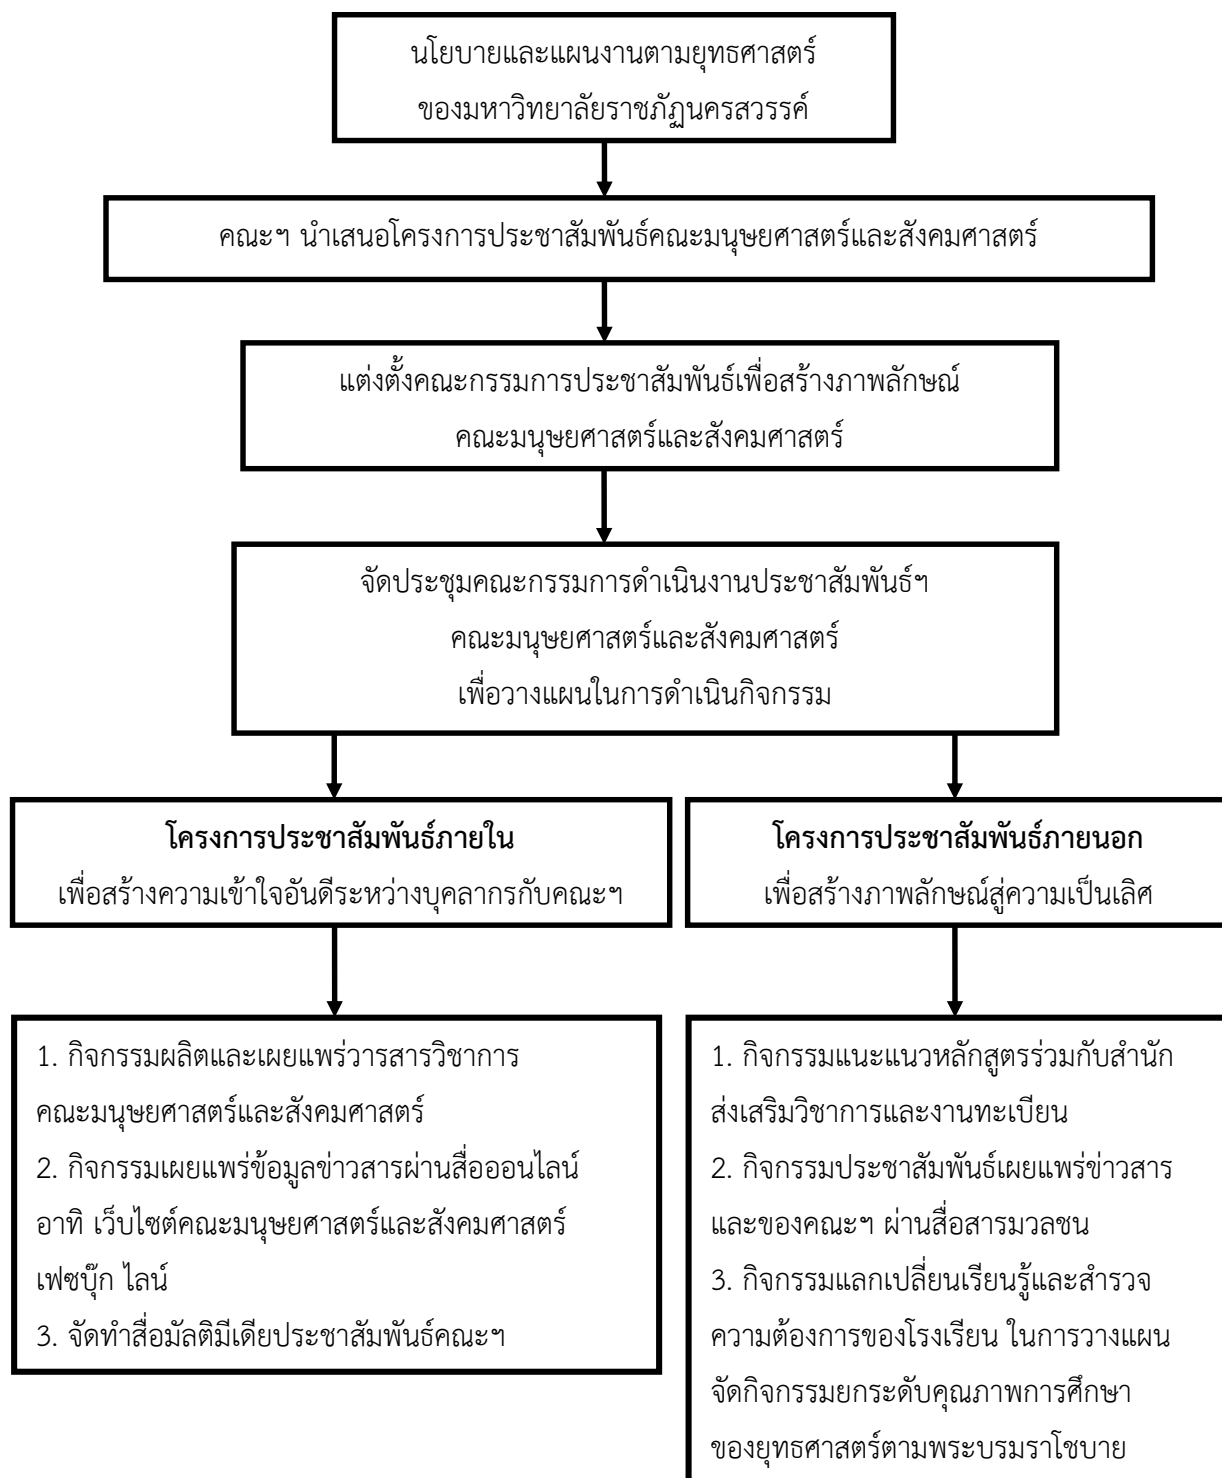 นโยบายและแผนงานตามยุทธศาสตร์
ของมหาวิทยาลัยราชภัฏนครสวรรค์
คณะฯ นำเสนอโครงการประชาสัมพันธ์คณะมนุษยศาสตร์และสังคมศาสตร์
แต่งตั้งคณะกรรมการประชาสัมพันธ์เพื่อสร้างภาพลักษณ์
คณะมนุษยศาสตร์และสังคมศาสตร์
จัดประชุมคณะกรรมการดำเนินงานประชาสัมพันธ์ฯ
คณะมนุษยศาสตร์และสังคมศาสตร์
เพื่อวางแผนในการดำเนินกิจกรรม
โครงการประชาสัมพันธ์ภายใน
เพื่อสร้างความเข้าใจอันดีระหว่างบุคลากรกับคณะฯ
โครงการประชาสัมพันธ์ภายนอก
เพื่อสร้างภาพลักษณ์สู่ความเป็นเลิศ
1. กิจกรรมผลิตและเผยแพร่วารสารวิชาการ
คณะมนุษยศาสตร์และสังคมศาสตร์
2. กิจกรรมเผยแพร่ข้อมูลข่าวสารผ่านสื่อออนไลน์
อาทิ เว็บไซต์คณะมนุษยศาสตร์และสังคมศาสตร์
เฟซบุ๊ก ไลน์
3. จัดทำสื่อมัลติมีเดียประชาสัมพันธ์คณะฯ
1. กิจกรรมแนะแนวหลักสูตรร่วมกับสำนัก
ส่งเสริมวิชาการและงานทะเบียน
2. กิจกรรมประชาสัมพันธ์เผยแพร่ข่าวสาร
และของคณะฯ ผ่านสื่อสารมวลชน
3. กิจกรรมแลกเปลี่ยนเรียนรู้และสำรวจ
ความต้องการของโรงเรียน ในการวางแผน
จัดกิจกรรมยกระดับคุณภาพการศึกษา
ของยุทธศาสตร์ตามพระบรมราโชบาย